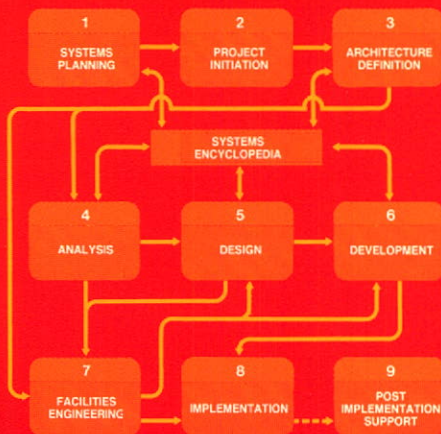 1
SYSTEMS
PLANNING
2
PROJECT
INITIATION
3
ARCHITECTURE
DEFINITION
SYSTEMS
ENCYCLOPEDIA
4
ANALYSIS
5
DESIGN
6
DEVELOPMENT
7
FACILITIES
ENGINEERING
8
IMPLEMENTATION
9
POST
IMPLEMENTATION
SUPPORT